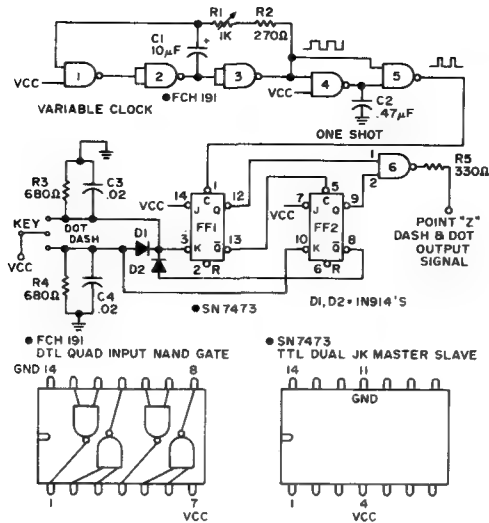 R1
1K
R2
270Ω
C1
10µF
+
1
2
3
4
5
VCC
VCC
VARIABLE CLOCK
●FCH 191
C2
.47µF
ONE SHOT
R3
680Ω
C3
.02
KEY
DOT
DASH
VCC
D1
D2
R4
680Ω
C4
.02
VCC
14
1
C
J
Q
12
FF1
3
K
Q̅
13
2
R
●SN7473
VCC
7
5
C
J
Q
9
FF2
10
K
Q̅
8
6
R
1
2
6
R5
330Ω
POINT "Z"
DASH & DOT
OUTPUT
SIGNAL
D1, D2=1N914'S
●FCH 191
DTL QUAD INPUT NAND GATE
GND 14
8
1
7
VCC
●SN7473
TTL DUAL JK MASTER SLAVE
14
11
GND
1
4
VCC